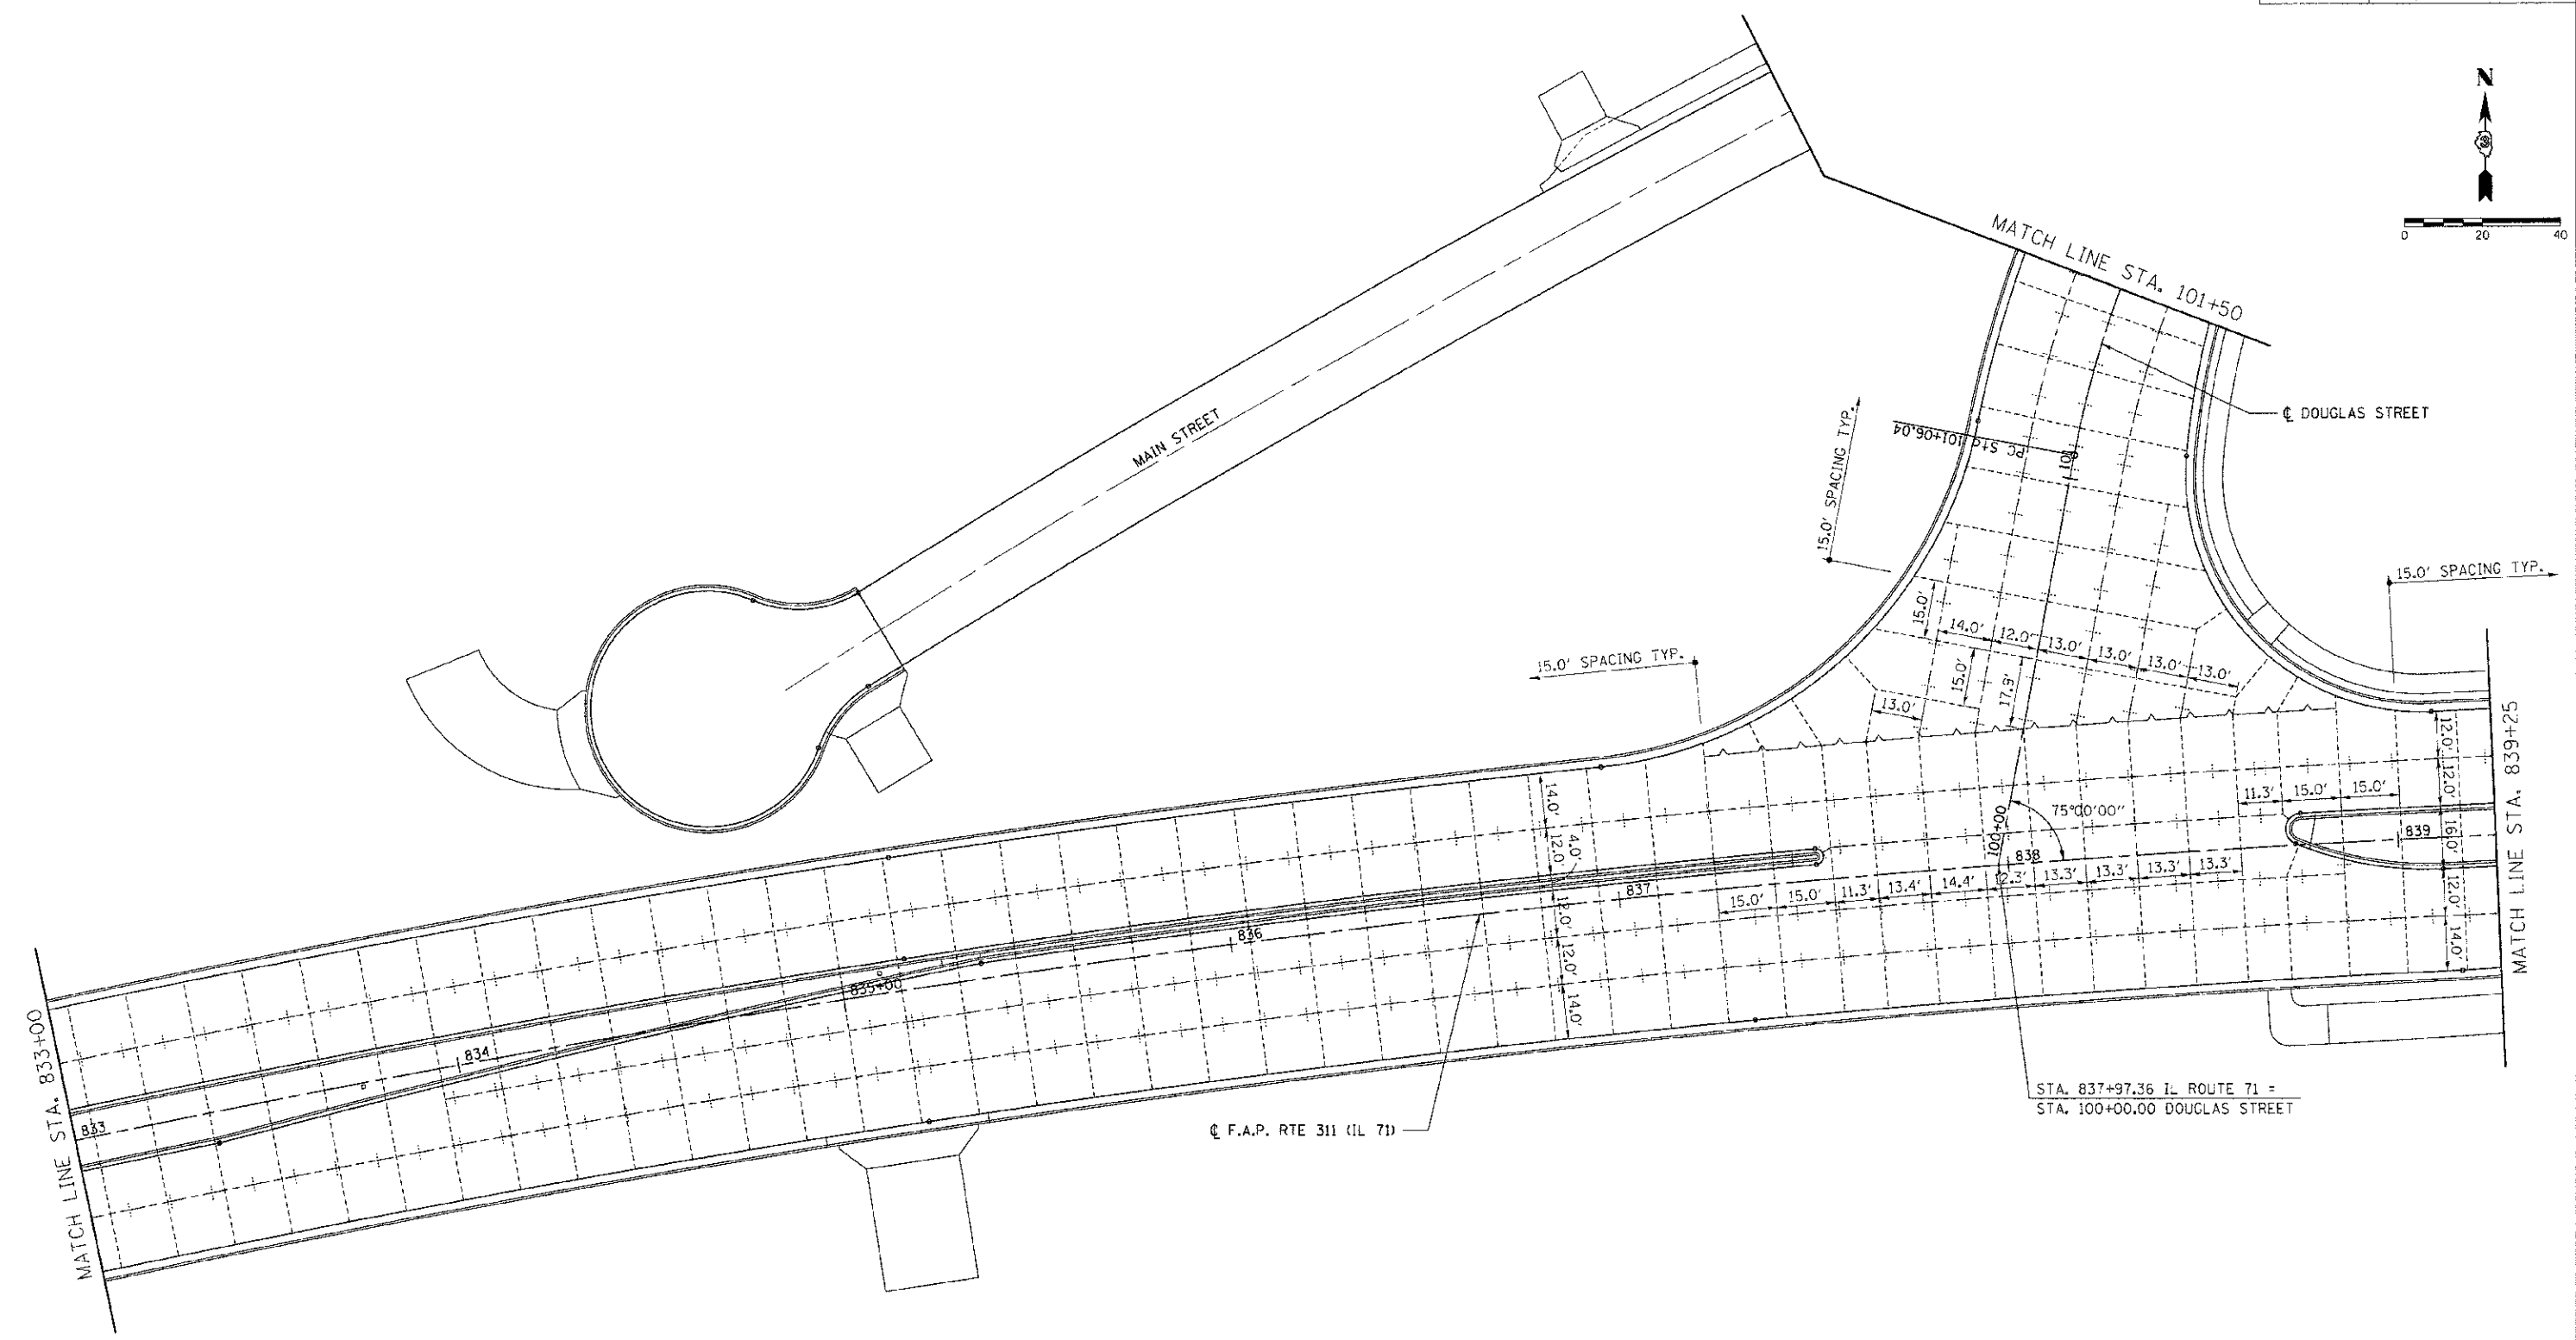 N
0 20 40
MATCH LINE STA. 101+50
℄ DOUGLAS STREET
MAIN STREET
PC Sta 101+06.04
101
15.0' SPACING TYP.
15.0' SPACING TYP.
15.0' SPACING TYP.
15.0'
14.0' 12.0' 13.0' 13.0' 13.0' 13.0'
15.0'
17.9'
13.0'
12.0' 12.0' 16.0' 12.0' 14.0'
11.3' 15.0' 15.0'
75°00'00"
100+00
838
839
MATCH LINE STA. 839+25
14.0' 12.0' 4.0' 12.0' 12.0' 14.0'
837
15.0' 15.0' 11.3' 13.4' 14.4' 12.3' 13.3' 13.3' 13.3' 13.3'
836
835+00
834
833
MATCH LINE STA. 833+00
STA. 837+97.36 IL ROUTE 71 =
STA. 100+00.00 DOUGLAS STREET
℄ F.A.P. RTE 311 (IL 71)